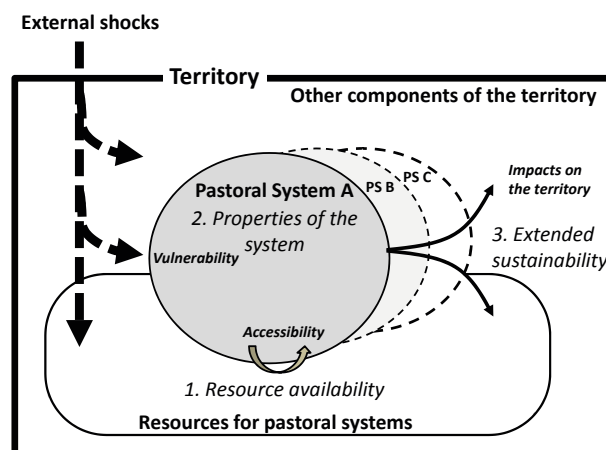 External shocks
Territory
Other components of the territory
Pastoral System A
PS B
PS C
Impacts on
the territory
2. Properties of the
system
3. Extended
sustainability
Vulnerability
Accessibility
1. Resource availability
Resources for pastoral systems